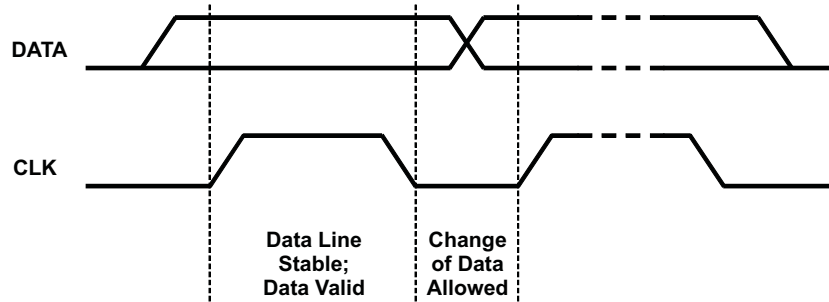 DATA
CLK
Data Line
Stable;
Data Valid
Change
of Data
Allowed